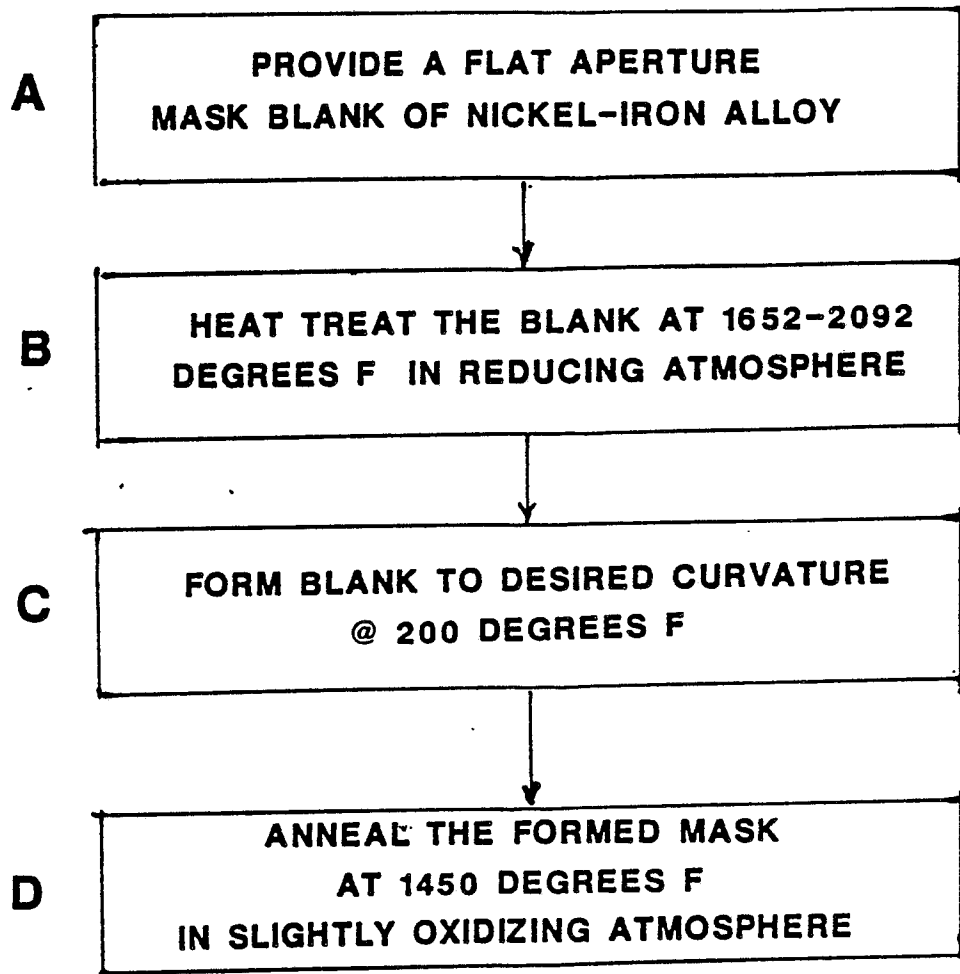 A
PROVIDE A FLAT APERTURE
MASK BLANK OF NICKEL-IRON ALLOY
B
HEAT TREAT THE BLANK AT 1652-2092
DEGREES F IN REDUCING ATMOSPHERE
C
FORM BLANK TO DESIRED CURVATURE
@ 200 DEGREES F
D
ANNEAL THE FORMED MASK
AT 1450 DEGREES F
IN SLIGHTLY OXIDIZING ATMOSPHERE